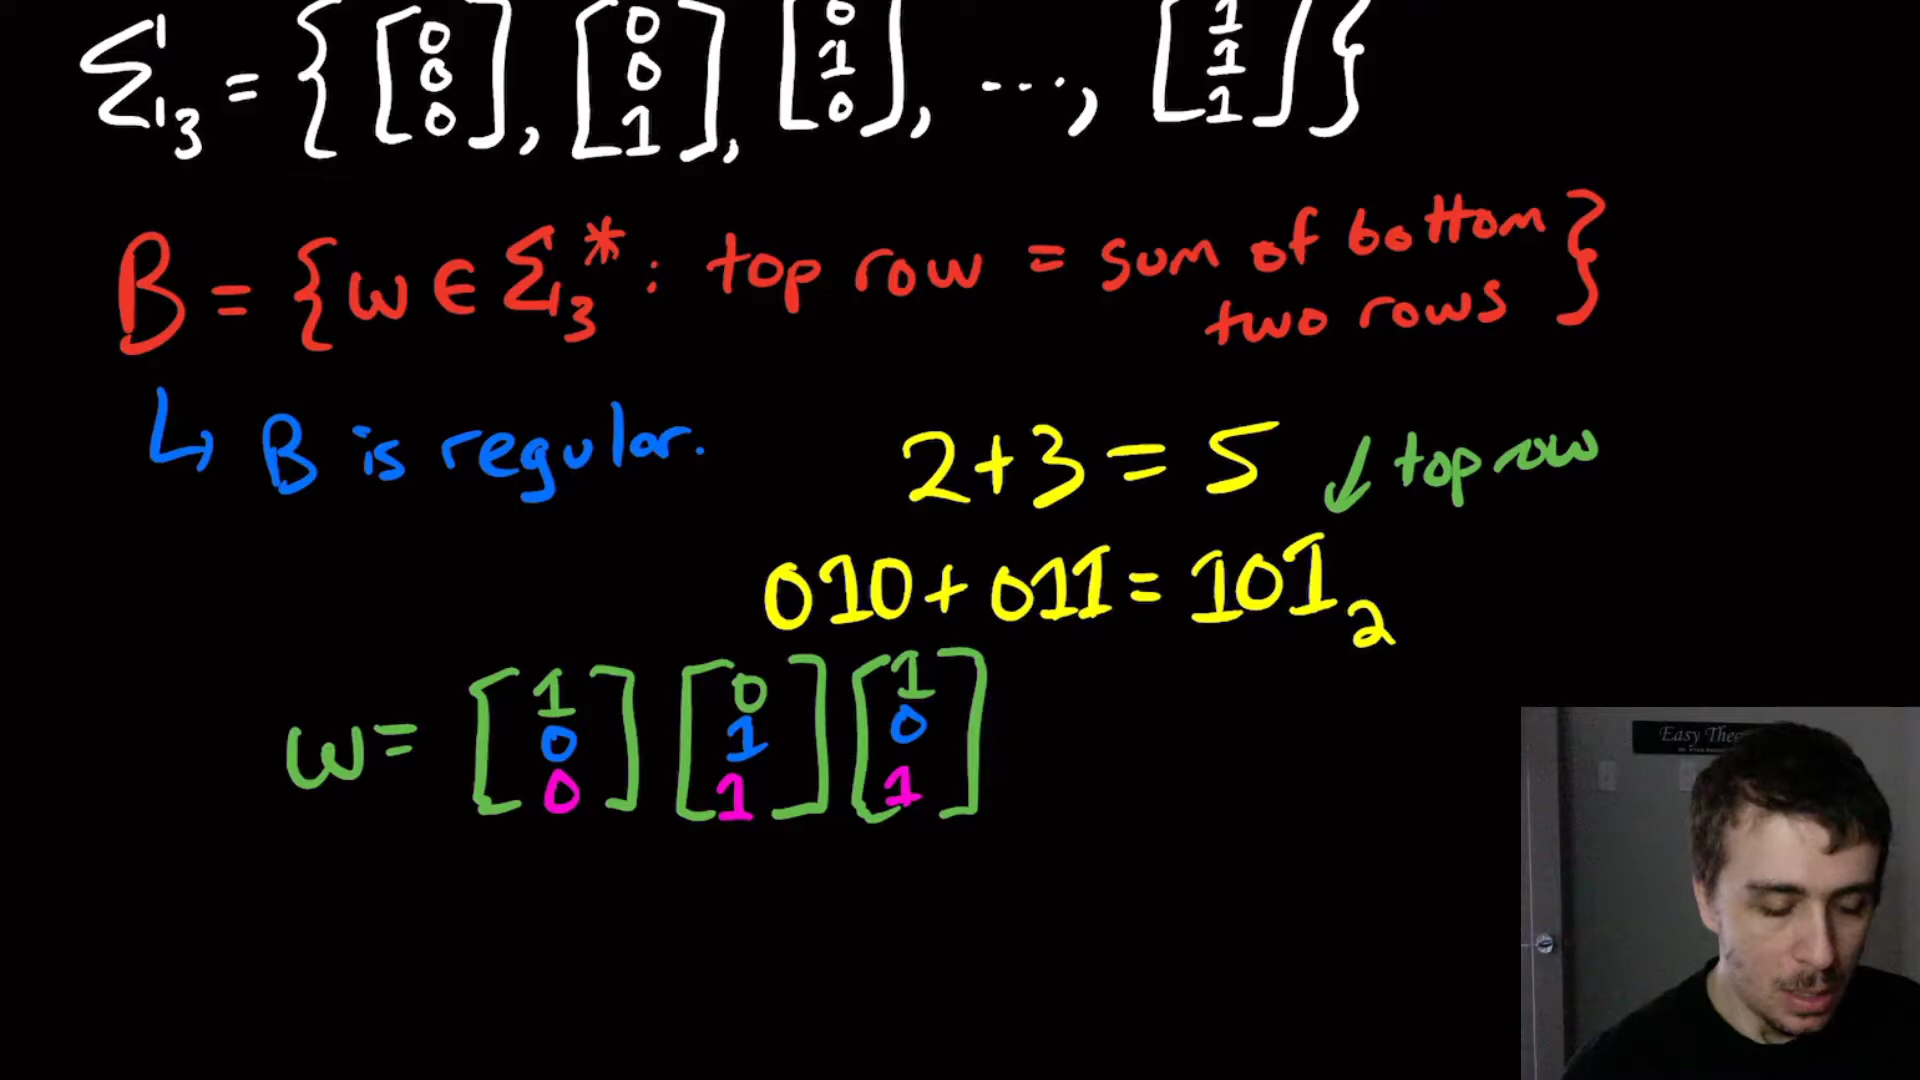 Σ₃ = { [0 0 0], [0 0 1], [0 1 0], ..., [1 1 1] }
B = { w ∈ Σ₃* : top row = sum of bottom
two rows }
↳ B is regular.
2 + 3 = 5 ↙ top row
010 + 011 = 101₂
w = [1 0 0] [0 1 1] [1 0 1]
Easy